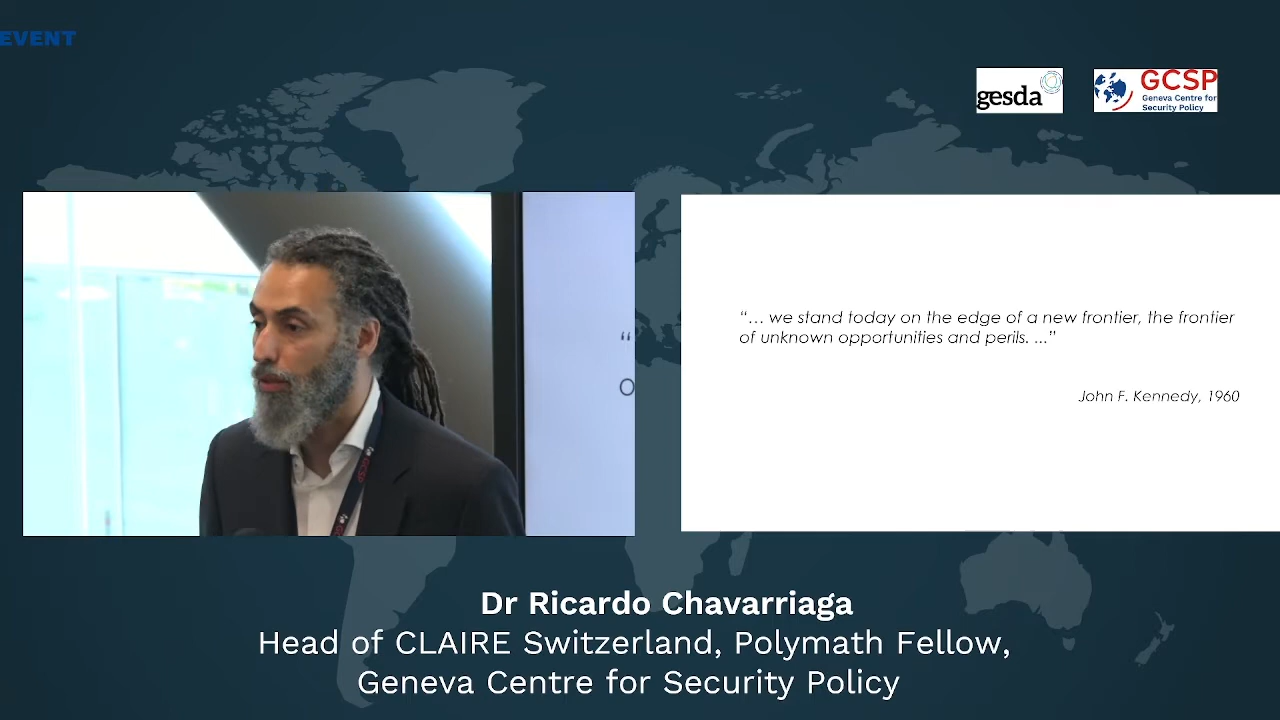 EVENT
gesda
GCSP
Geneva Centre for
Security Policy
“
O
GCSP
“... we stand today on the edge of a new frontier, the frontier
of unknown opportunities and perils. ...”
John F. Kennedy, 1960
Dr Ricardo Chavarriaga
Head of CLAIRE Switzerland, Polymath Fellow,
Geneva Centre for Security Policy